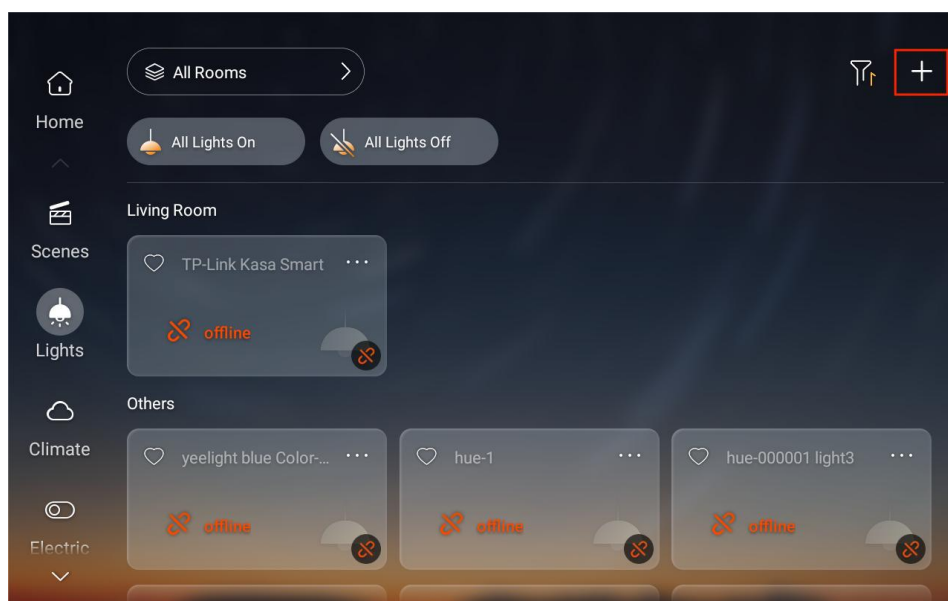 All Rooms
Home
All Lights On
All Lights Off
Living Room
Scenes
TP-Link Kasa Smart
offline
Lights
Others
Climate
yeelight blue Color-...
hue-1
hue-000001 light3
offline
offline
offline
Electric